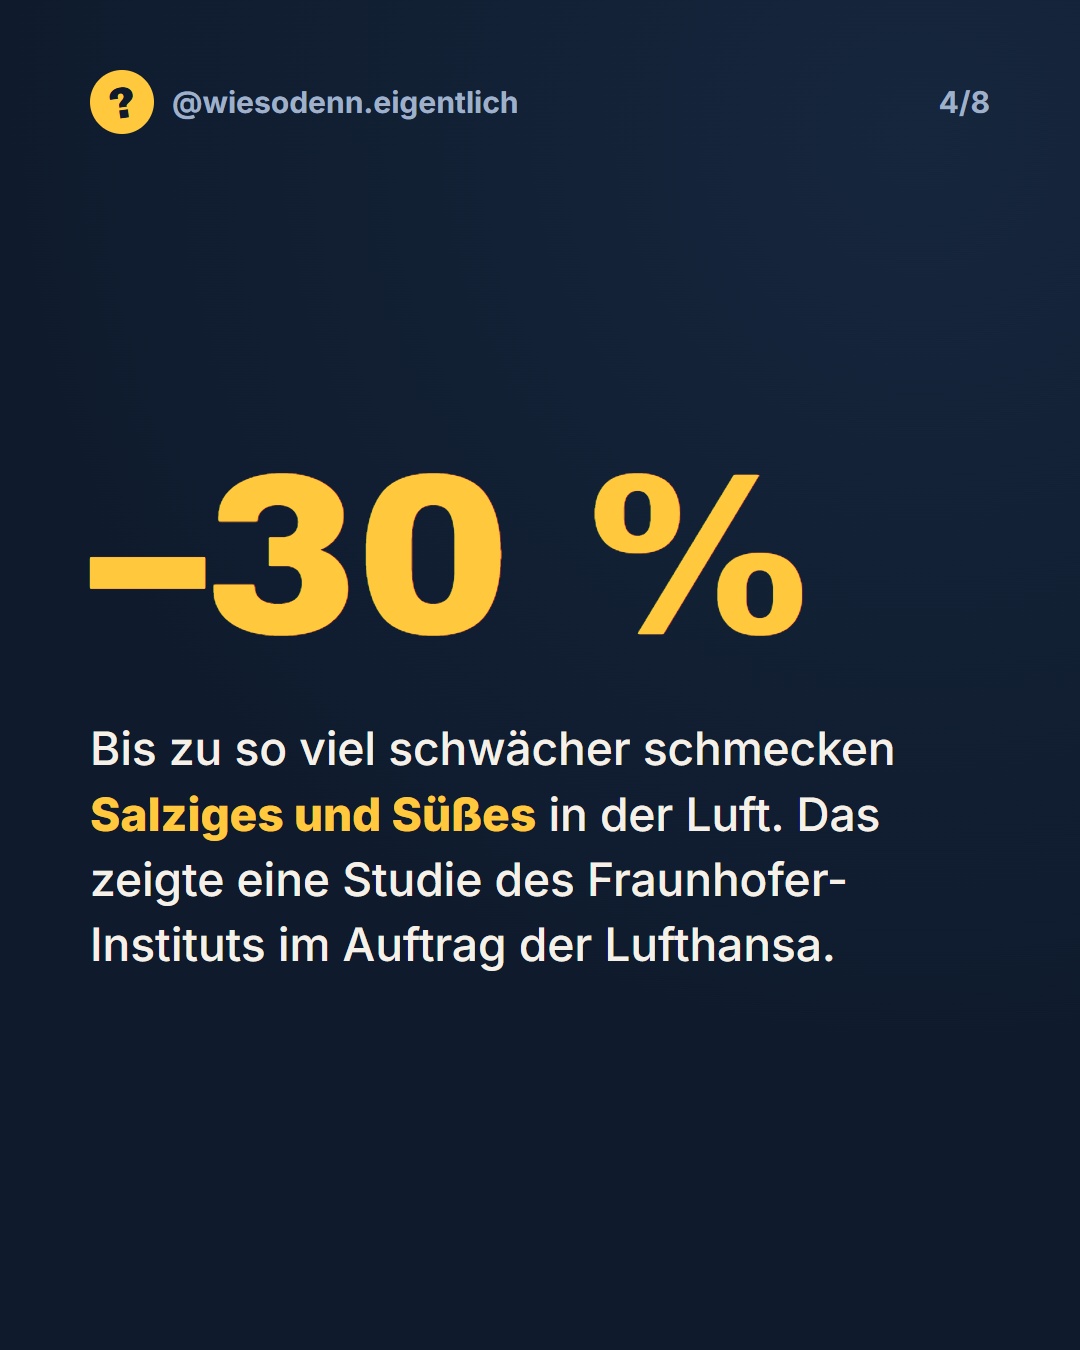 ?
@wiesodenn.eigentlich
4/8
–30 %
Bis zu so viel schwächer schmecken
Salziges und Süßes in der Luft. Das
zeigte eine Studie des Fraunhofer-
Instituts im Auftrag der Lufthansa.